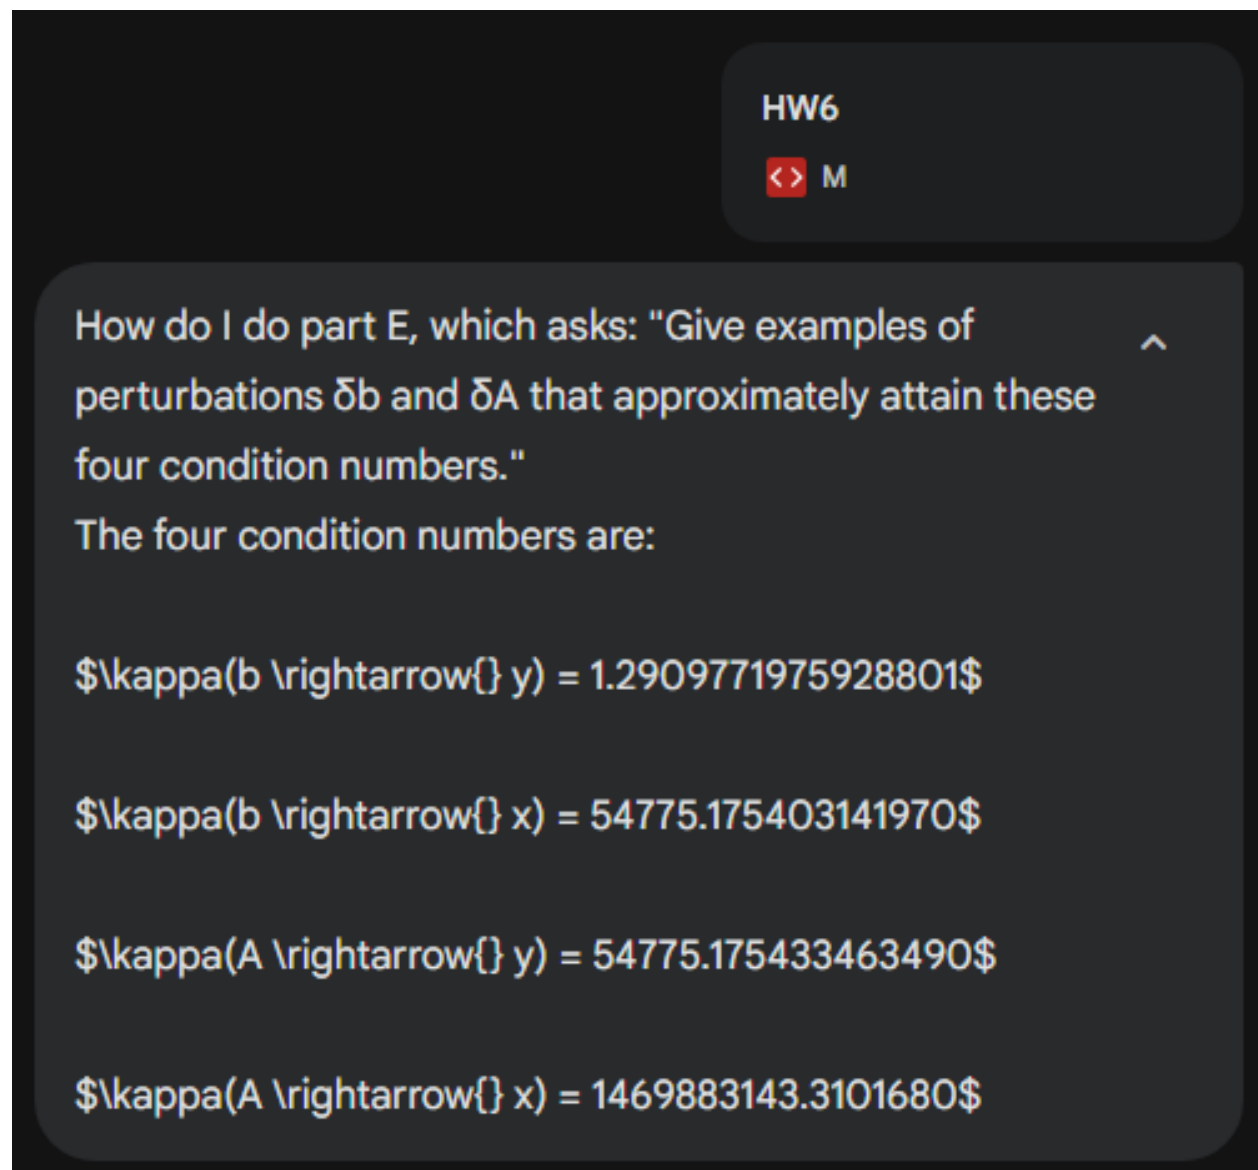 HW6
<> M
How do I do part E, which asks: "Give examples of
perturbations δb and δA that approximately attain these
four condition numbers."
The four condition numbers are:
$\kappa(b \rightarrow{} y) = 1.2909771975928801$
$\kappa(b \rightarrow{} x) = 54775.175403141970$
$\kappa(A \rightarrow{} y) = 54775.175433463490$
$\kappa(A \rightarrow{} x) = 1469883143.3101680$